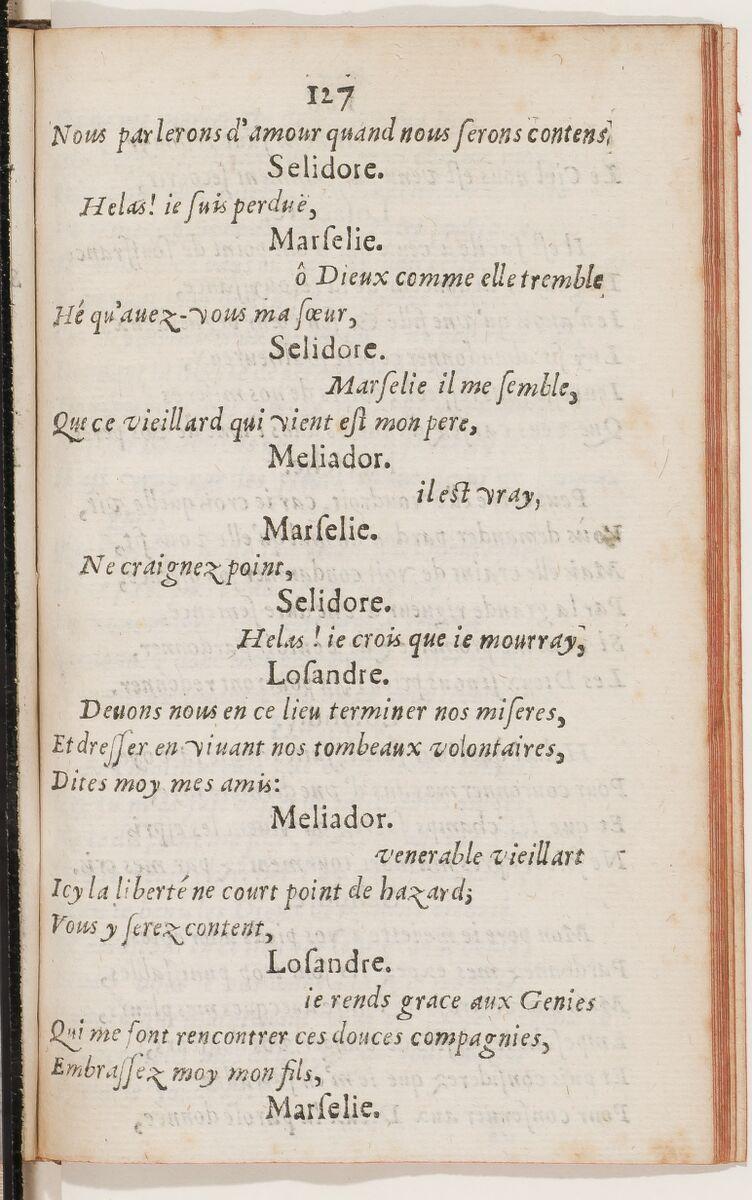 127
Nous parlerons d'amour quand nous ſerons contens,
Selidore.
Helas! ie ſuis perduë,
Marſelie.
ô Dieux comme elle tremble
Hé qu'auez-vous ma ſœur,
Selidore.
Marſelie il me ſemble,
Que ce vieillard qui vient eſt mon pere,
Meliador.
il eſt vray,
Marſelie.
Ne craignez point,
Selidore.
Helas! ie crois que ie mourray,
Loſandre.
Deuons nous en ce lieu terminer nos miſeres,
Et dreſſer en viuant nos tombeaux volontaires,
Dites moy mes amis:
Meliador.
venerable vieillart
Icy la liberté ne court point de hazard;
Vous y ſerez content,
Loſandre.
ie rends grace aux Genies
Qui me font rencontrer ces douces compagnies,
Embraſſez moy mon fils,
Marſelie.